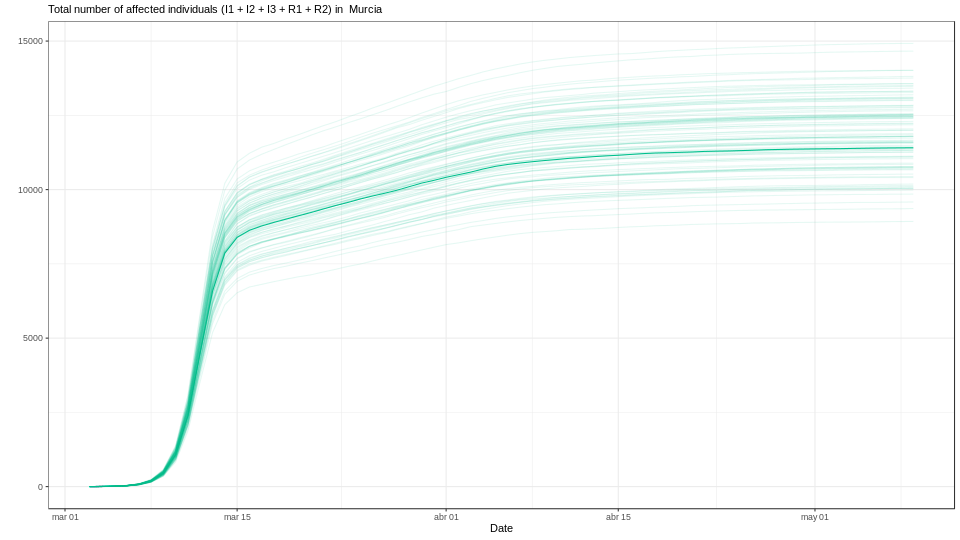 Total number of affected individuals (I1 + I2 + I3 + R1 + R2) in  Murcia
15000
10000
5000
0
mar 01
mar 15
abr 01
abr 15
may 01
Date